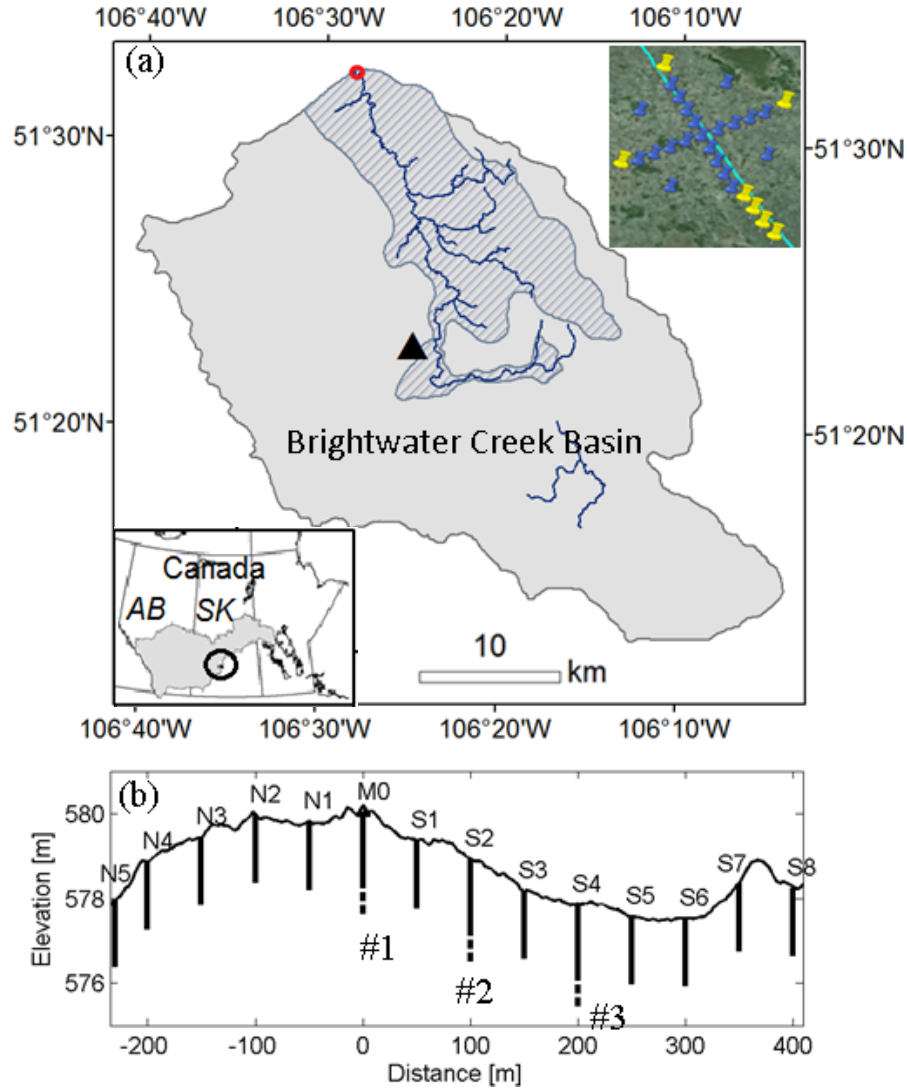 106°40'W 106°30'W 106°20'W 106°10'W
(a)
51°30'N 51°30'N
51°20'N 51°20'N
Brightwater Creek Basin
Canada
AB SK
10
km
106°40'W 106°30'W 106°20'W 106°10'W
(b)
580
578
576
Elevation [m]
N5 N4 N3 N2 N1 M0 S1 S2 S3 S4 S5 S6 S7 S8
#1
#2
#3
-200 -100 0 100 200 300 400
Distance [m]